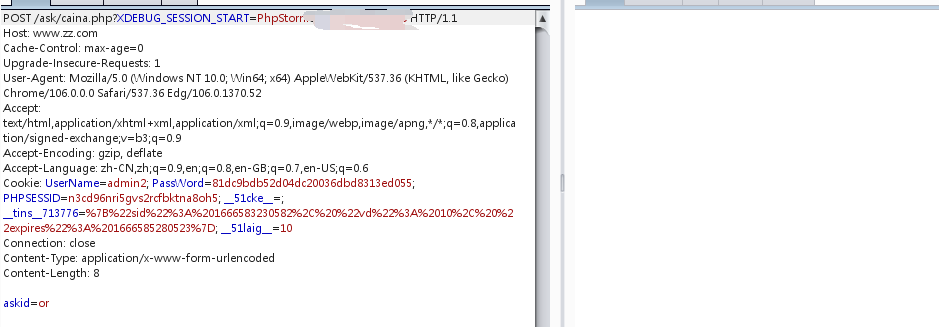 POST /ask/caina.php?XDEBUG_SESSION_START=PhpStorm HTTP/1.1
Host: www.zz.com
Cache-Control: max-age=0
Upgrade-Insecure-Requests: 1
User-Agent: Mozilla/5.0 (Windows NT 10.0; Win64; x64) AppleWebKit/537.36 (KHTML, like Gecko)
Chrome/106.0.0.0 Safari/537.36 Edg/106.0.1370.52
Accept:
text/html,application/xhtml+xml,application/xml;q=0.9,image/webp,image/apng,*/*;q=0.8,applica
tion/signed-exchange;v=b3;q=0.9
Accept-Encoding: gzip, deflate
Accept-Language: zh-CN,zh;q=0.9,en;q=0.8,en-GB;q=0.7,en-US;q=0.6
Cookie: UserName=admin2; PassWord=81dc9bdb52d04dc20036dbd8313ed055;
PHPSESSID=n3cd96nri5gvs2rcfbktna8oh5; __51cke__=;
__tins__713776=%7B%22sid%22%3A%201666583230582%2C%20%22vd%22%3A%2010%2C%20%2
2expires%22%3A%201666585280523%7D; __51laig__=10
Connection: close
Content-Type: application/x-www-form-urlencoded
Content-Length: 8
askid=or